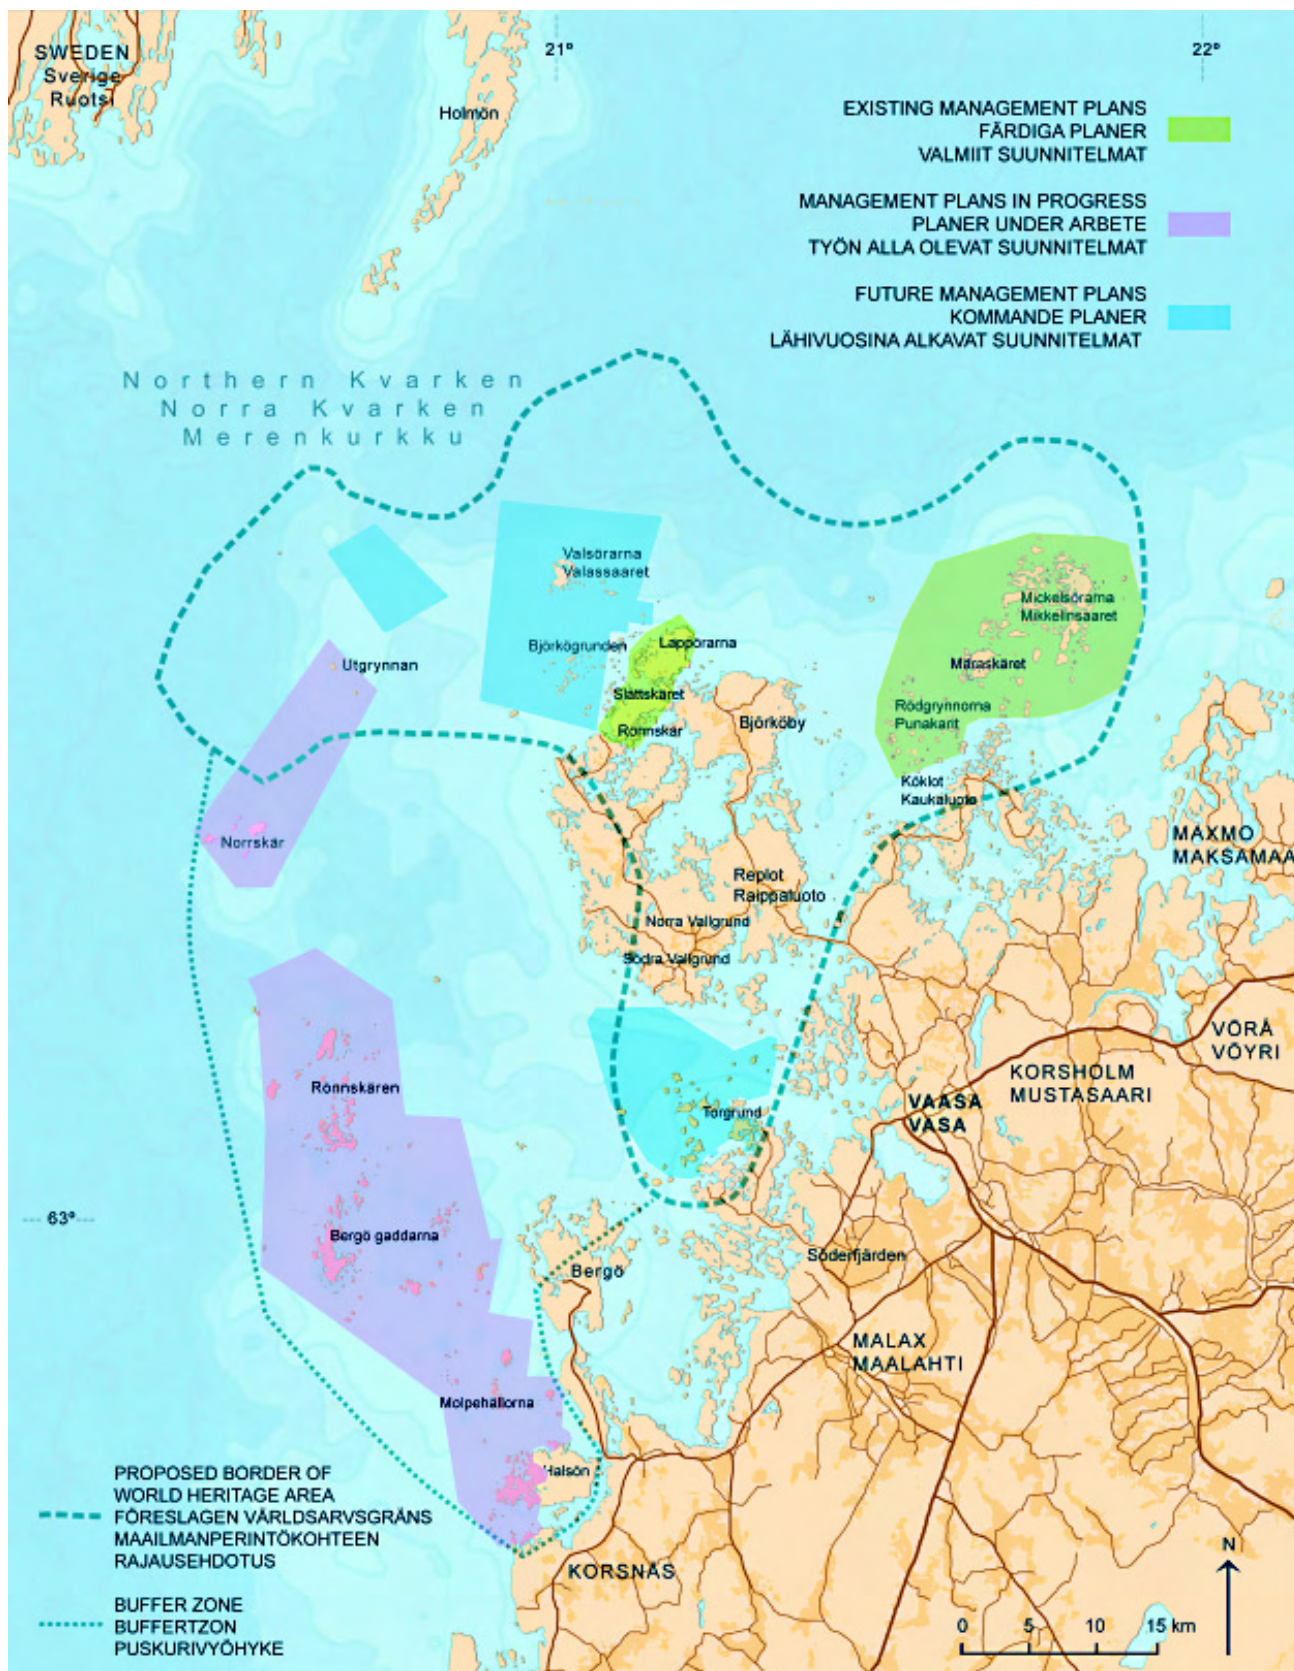 SWEDEN
Sverige
Ruotsi
21°
22°
Holmön
EXISTING MANAGEMENT PLANS
FÄRDIGA PLANER
VALMIIT SUUNNITELMAT
MANAGEMENT PLANS IN PROGRESS
PLANER UNDER ARBETE
TYÖN ALLA OLEVAT SUUNNITELMAT
FUTURE MANAGEMENT PLANS
KOMMANDE PLANER
LÄHIVUOSINA ALKAVAT SUUNNITELMAT
Northern Kvarken
Norra Kvarken
Merenkurkku
Valsörarna
Valassaaret
Mickelsörarna
Mikkelinsaaret
Björkögrunden
Lappörarna
Utgrynnan
Märaskäret
Slättskäret
Rödgrynnorna
Punakarit
Rönnskär
Björköby
Köklot
Kaukaluoto
Norrskär
MAXMO
MAKSAMAA
Replot
Raippaluoto
Norra Vallgrund
Södra Vallgrund
VÖRÅ
VÖYRI
KORSHOLM
MUSTASAARI
Rönnskären
Torgrund
VAASA
VASA
63°
Bergö gaddarna
Bergö
Söderfjärden
MALAX
MAALAHTI
Molpehällorna
Halsön
KORSNÄS
PROPOSED BORDER OF
WORLD HERITAGE AREA
FÖRESLAGEN VÄRLDSARVSGRÄNS
MAAILMANPERINTÖKOHTEEN
RAJAUSEHDOTUS
BUFFER ZONE
BUFFERTZON
PUSKURIVYÖHYKE
N
0 5 10 15 km